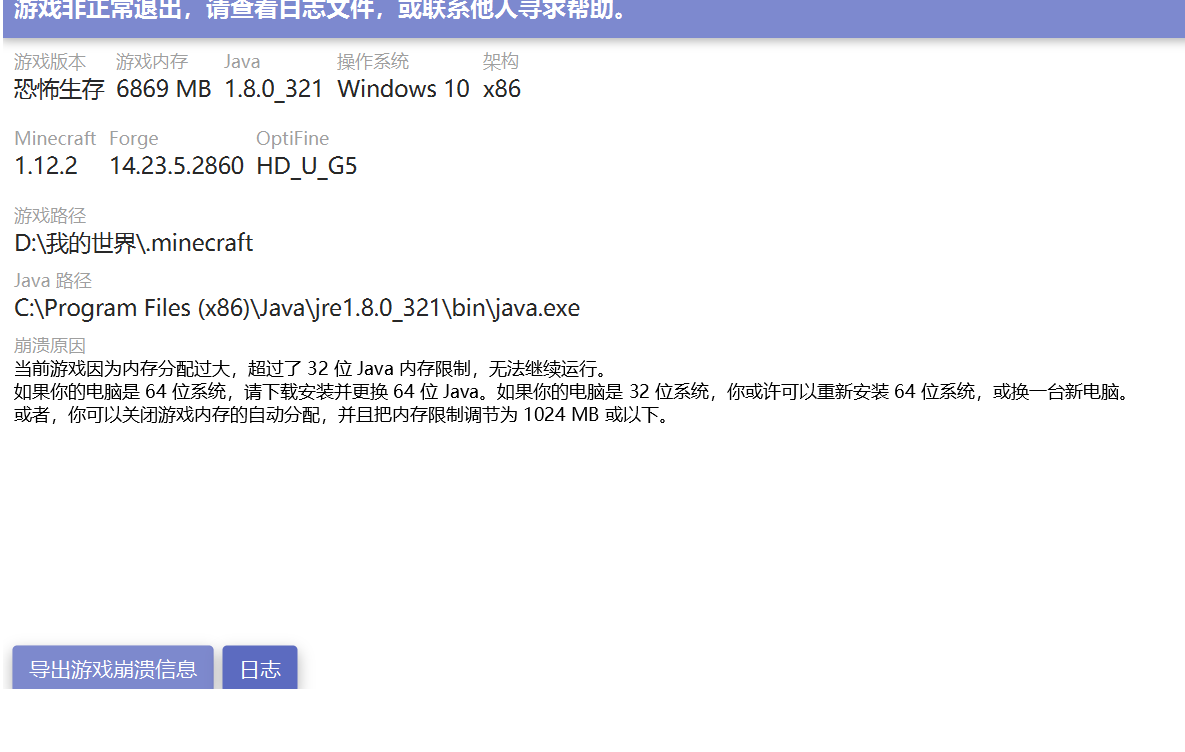 游戏非正常退出，请查看日志文件，或联系他人寻求帮助。
游戏版本 游戏内存 Java 操作系统 架构
恐怖生存 6869 MB 1.8.0_321 Windows 10 x86
Minecraft Forge OptiFine
1.12.2 14.23.5.2860 HD_U_G5
游戏路径
D:\我的世界\.minecraft
Java 路径
C:\Program Files (x86)\Java\jre1.8.0_321\bin\java.exe
崩溃原因
当前游戏因为内存分配过大，超过了 32 位 Java 内存限制，无法继续运行。
如果你的电脑是 64 位系统，请下载安装并更换 64 位 Java。如果你的电脑是 32 位系统，你或许可以重新安装 64 位系统，或换一台新电脑。
或者，你可以关闭游戏内存的自动分配，并且把内存限制调节为 1024 MB 或以下。
导出游戏崩溃信息 日志